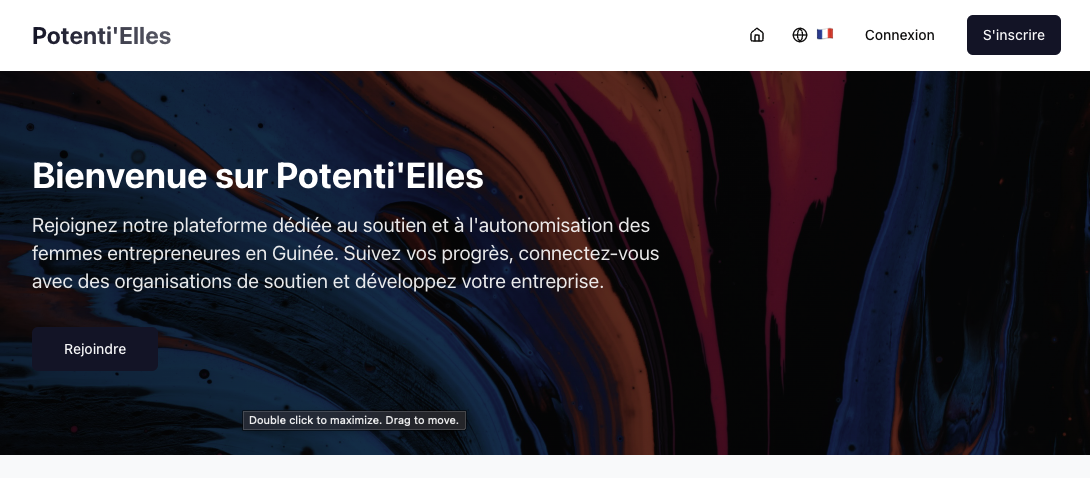 Potenti'Elles
Connexion
S'inscrire
Bienvenue sur Potenti'Elles
Rejoignez notre plateforme dédiée au soutien et à l'autonomisation des
femmes entrepreneures en Guinée. Suivez vos progrès, connectez-vous
avec des organisations de soutien et développez votre entreprise.
Rejoindre
Double click to maximize. Drag to move.